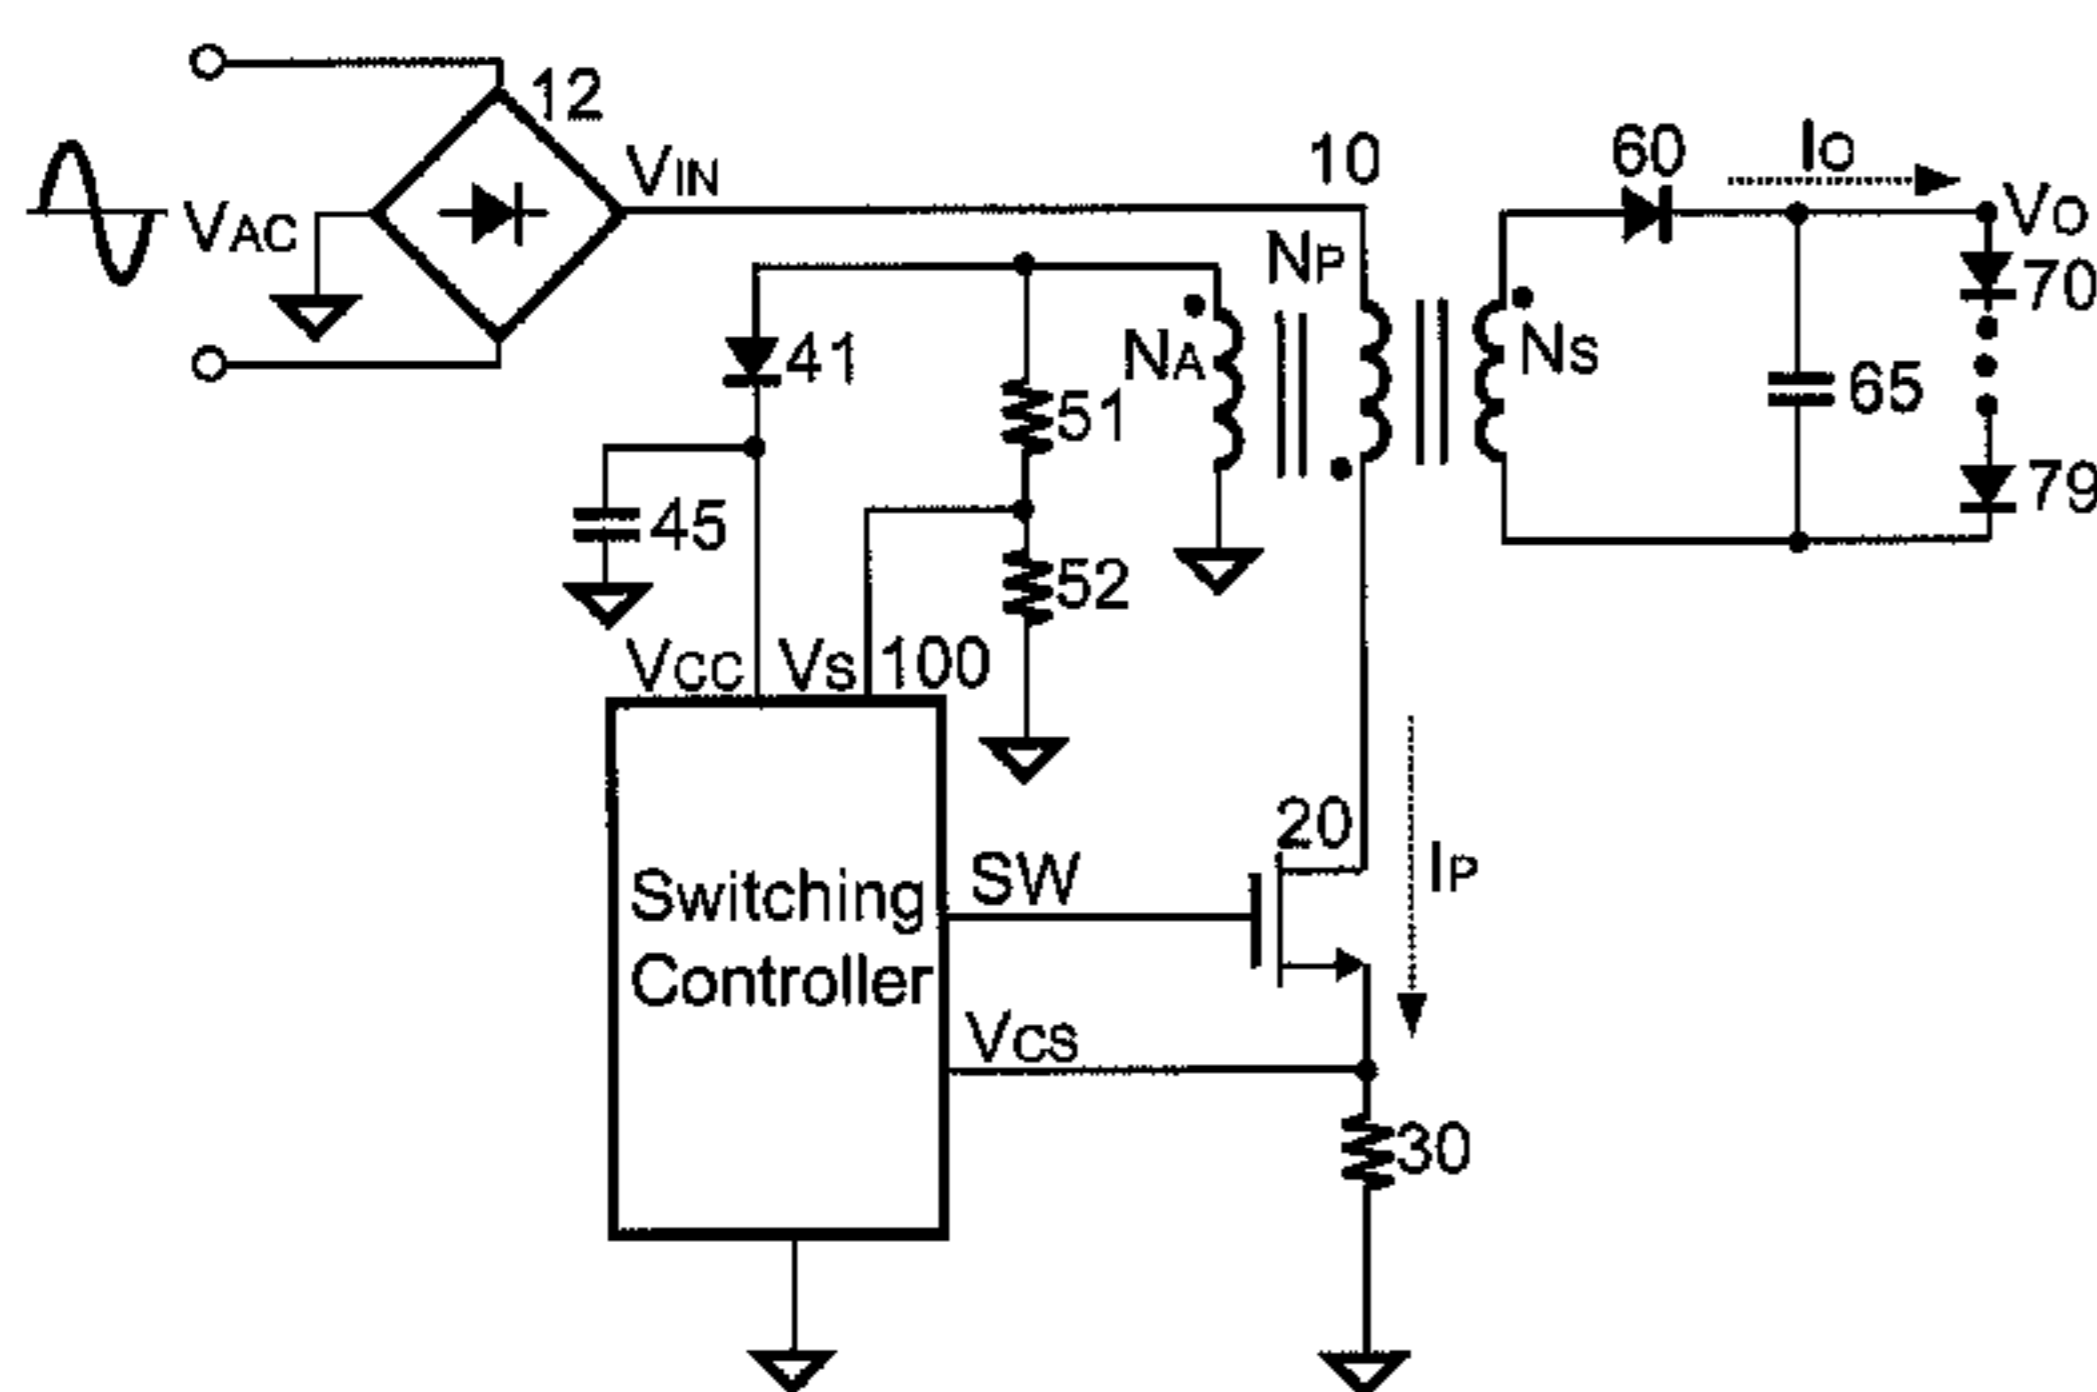 12
VIN
VAC
10
60
IO
VO
NP
70
41
NA
NS
51
65
79
45
52
VCC
VS
100
20
SW
IP
Switching
Controller
VCS
30